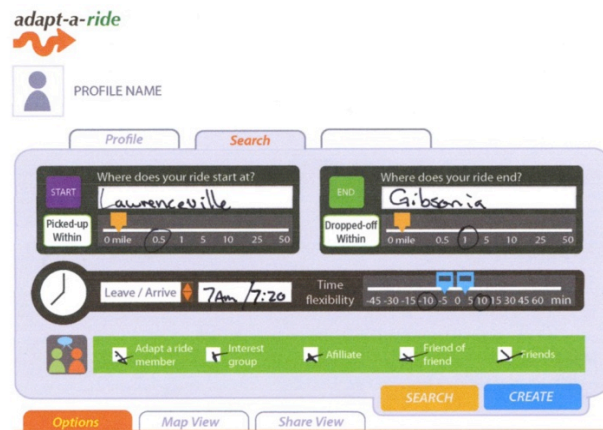 adapt-a-ride
PROFILE NAME
Profile Search
Where does your ride start at? Where does your ride end?
START Lawrenceville END Gibsonia
Picked-up Within 0 mile 0.5 1 5 10 25 50 Dropped-off Within 0 mile 0.5 1 5 10 25 50
Leave / Arrive 7Am /7:20 Time flexibility -45 -30 -15 -10 -5 0 5 10 15 30 45 60 min
Adapt a ride member Interest group Afilliate Friend of friend Friends
SEARCH CREATE
Options Map View Share View